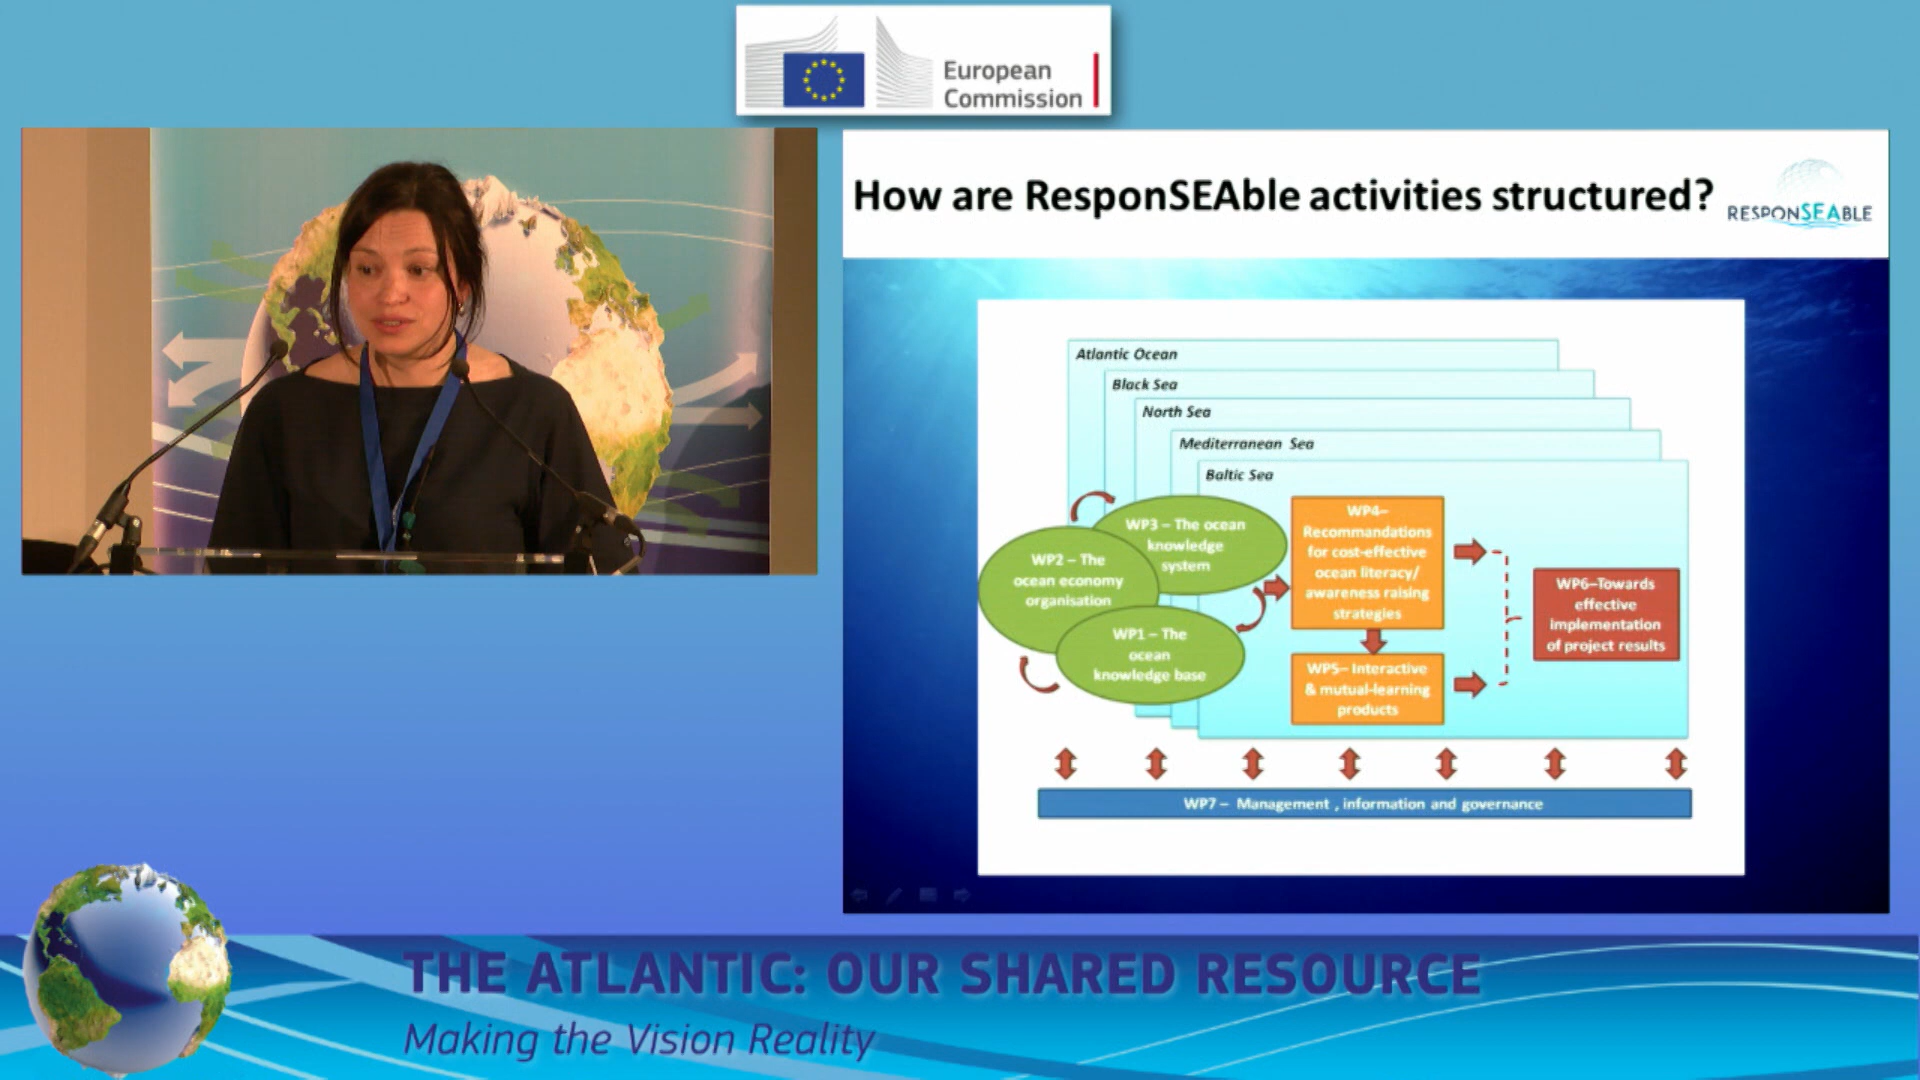 European
Commission
How are ResponSEAble activities structured?
RESPONSEABLE
Atlantic Ocean
Black Sea
North Sea
Mediterranean Sea
Baltic Sea
WP3 – The ocean
knowledge
system
WP2 – The
ocean economy
organisation
WP1 – The
ocean
knowledge base
WP4–
Recommandations
for cost-effective
ocean literacy/
awareness raising
strategies
WP5– Interactive
& mutual-learning
products
WP6–Towards
effective
implementation
of project results
WP7 – Management , information and governance
THE ATLANTIC: OUR SHARED RESOURCE
Making the Vision Reality